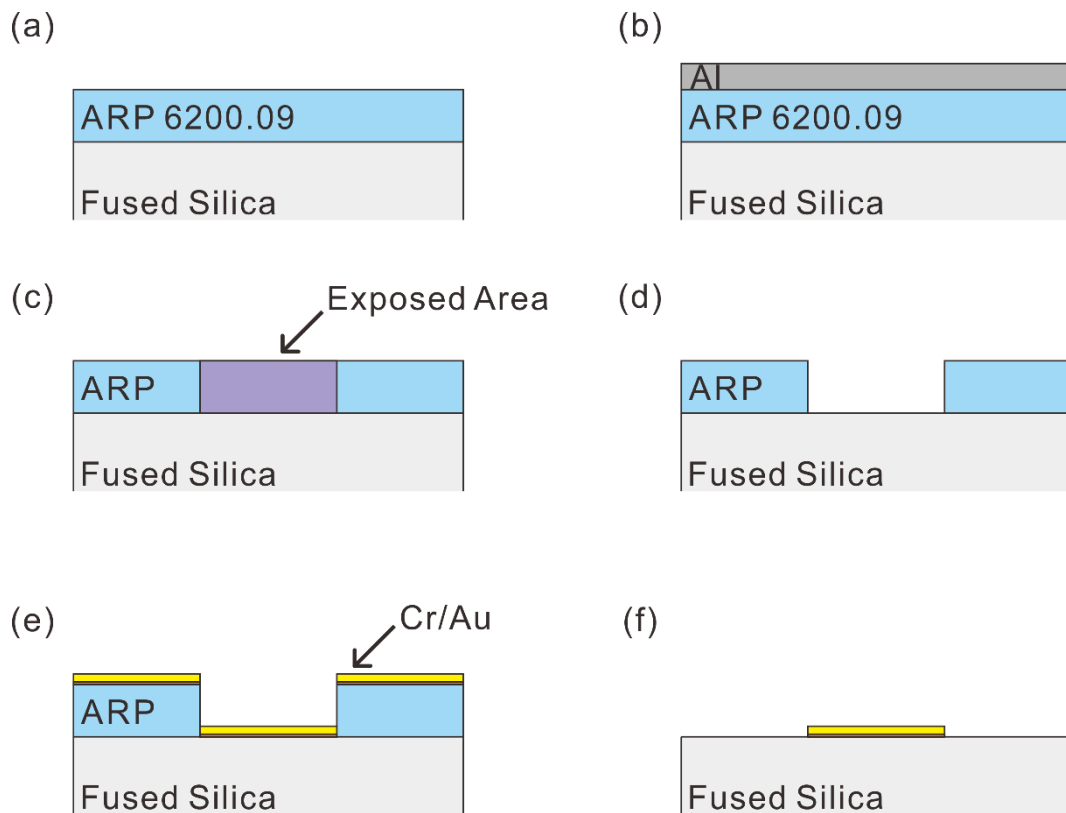 (a)
ARP 6200.09
Fused Silica
(b)
Al
ARP 6200.09
Fused Silica
(c)
Exposed Area
ARP
Fused Silica
(d)
ARP
Fused Silica
(e)
Cr/Au
ARP
Fused Silica
(f)
Fused Silica